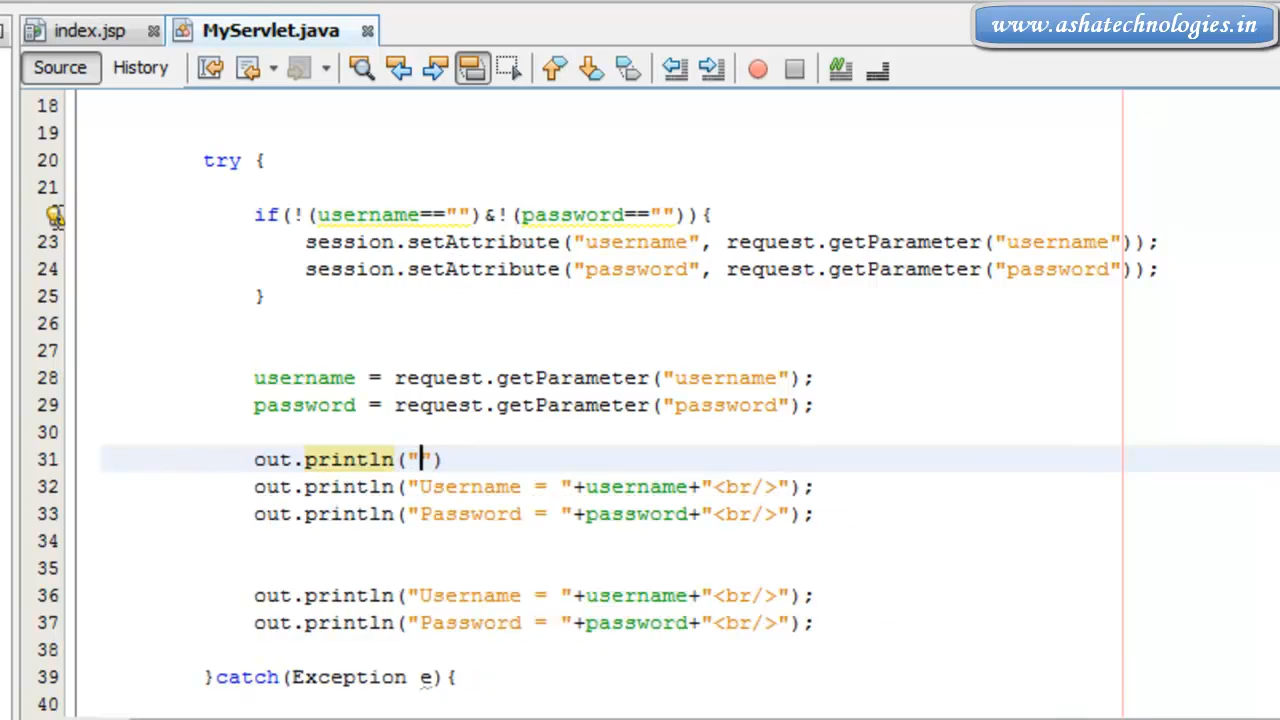 index.jsp MyServlet.java www.ashatechnologies.in
Source History
18
19
20 try {
21
if(!(username=="")&!(password=="")){
23 session.setAttribute("username", request.getParameter("username"));
24 session.setAttribute("password", request.getParameter("password"));
25 }
26
27
28 username = request.getParameter("username");
29 password = request.getParameter("password");
30
31 out.println("")
32 out.println("Username = "+username+"<br/>");
33 out.println("Password = "+password+"<br/>");
34
35
36 out.println("Username = "+username+"<br/>");
37 out.println("Password = "+password+"<br/>");
38
39 }catch(Exception e){
40